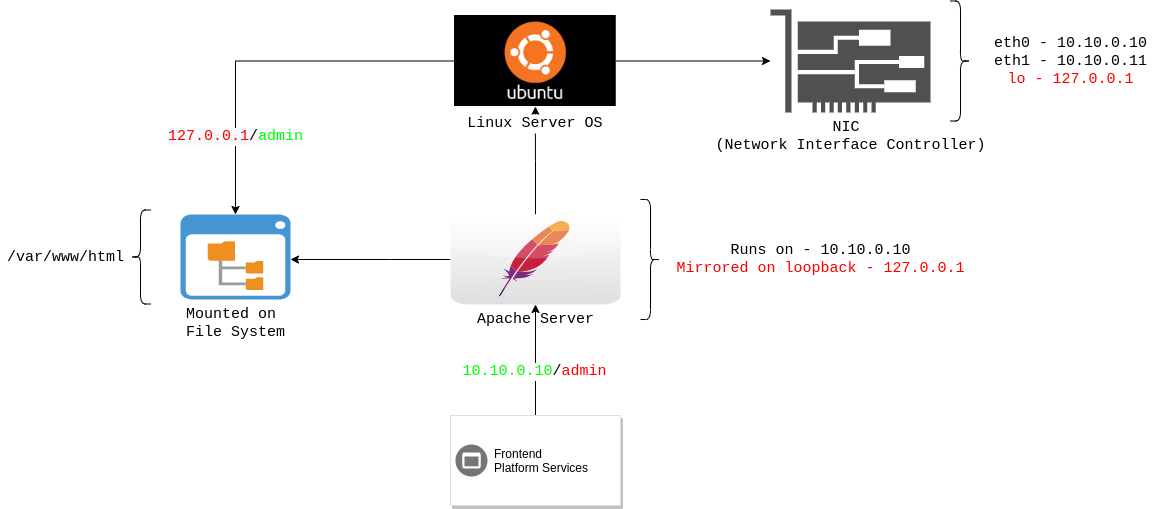 ubuntu
Linux Server OS
eth0 - 10.10.0.10
eth1 - 10.10.0.11
lo - 127.0.0.1
NIC
(Network Interface Controller)
127.0.0.1/admin
/var/www/html
Mounted on
File System
Apache Server
Runs on - 10.10.0.10
Mirrored on loopback - 127.0.0.1
10.10.0.10/admin
Frontend
Platform Services